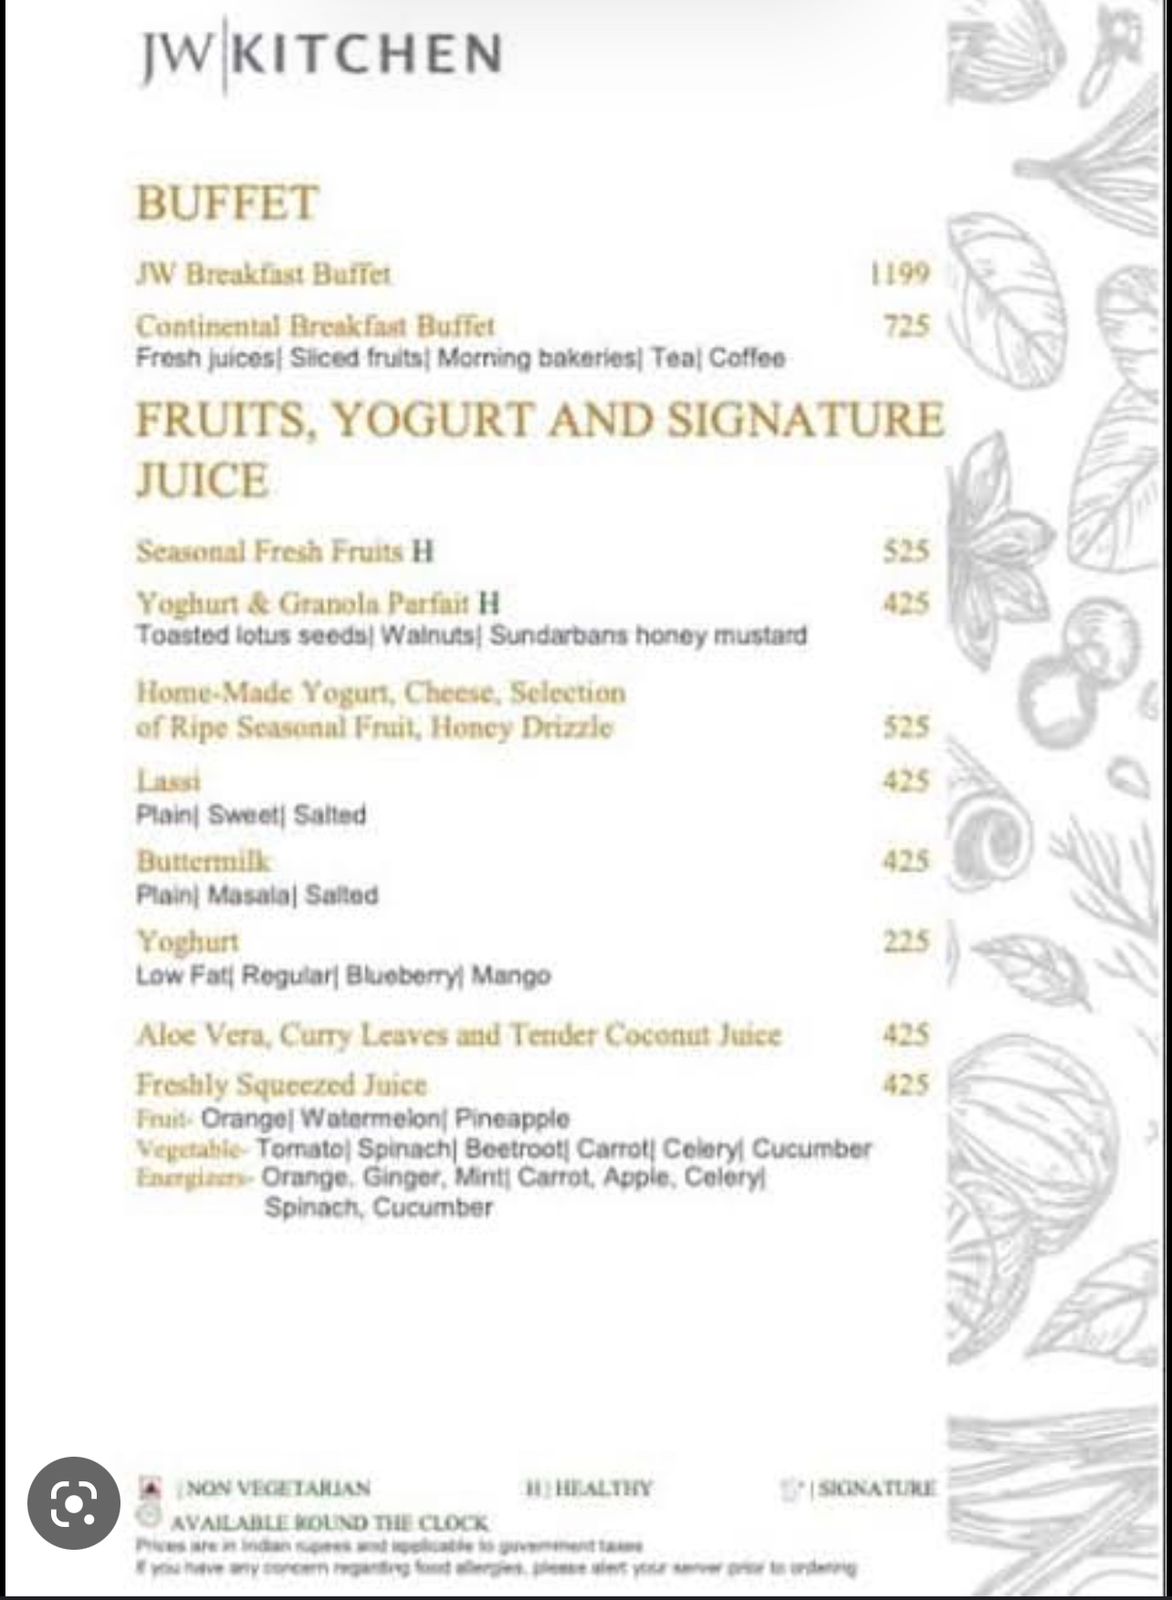 JW|KITCHEN
BUFFET
JW Breakfast Buffet 1199
Continental Breakfast Buffet 725
Fresh juices| Sliced fruits| Morning bakeries| Tea| Coffee
FRUITS, YOGURT AND SIGNATURE
JUICE
Seasonal Fresh Fruits H 525
Yoghurt & Granola Parfait H 425
Toasted lotus seeds| Walnuts| Sundarbans honey mustard
Home-Made Yogurt, Cheese, Selection
of Ripe Seasonal Fruit, Honey Drizzle 525
Lassi 425
Plain| Sweet| Salted
Buttermilk 425
Plain| Masala| Salted
Yoghurt 225
Low Fat| Regular| Blueberry| Mango
Aloe Vera, Curry Leaves and Tender Coconut Juice 425
Freshly Squeezed Juice 425
Fruit- Orange| Watermelon| Pineapple
Vegetable- Tomato| Spinach| Beetroot| Carrot| Celery| Cucumber
Energizers- Orange, Ginger, Mint| Carrot, Apple, Celery|
Spinach, Cucumber
| NON VEGETARIAN H | HEALTHY | SIGNATURE
AVAILABLE ROUND THE CLOCK
Prices are in Indian rupees and applicable to government taxes
If you have any concern regarding food allergies, please alert your server prior to ordering